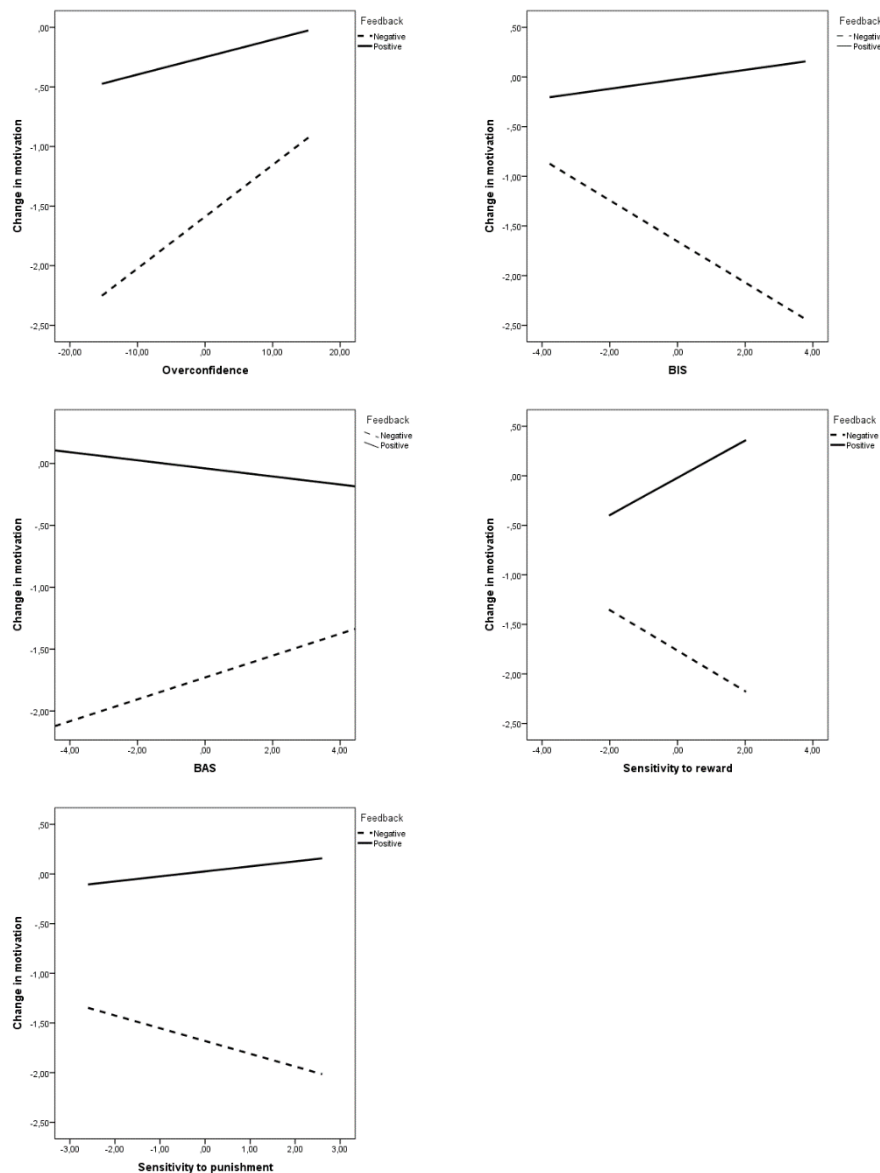 Feedback
Negative
Positive
,00
-,50
-1,00
-1,50
-2,00
-2,50
Change in motivation
-20,00 -10,00 ,00 10,00 20,00
Overconfidence
Feedback
Negative
Positive
,50
,00
-,50
-1,00
-1,50
-2,00
-2,50
Change in motivation
-4,00 -2,00 ,00 2,00 4,00
BIS
Feedback
Negative
Positive
,00
-,50
-1,00
-1,50
-2,00
Change in motivation
-4,00 -2,00 ,00 2,00 4,00
BAS
Feedback
Negative
Positive
,50
,00
-,50
-1,00
-1,50
-2,00
-2,50
Change in motivation
-4,00 -2,00 ,00 2,00 4,00
Sensitivity to reward
Feedback
Negative
Positive
,50
,00
-,50
-1,00
-1,50
-2,00
-2,50
Change in motivation
-3,00 -2,00 -1,00 ,00 1,00 2,00 3,00
Sensitivity to punishment